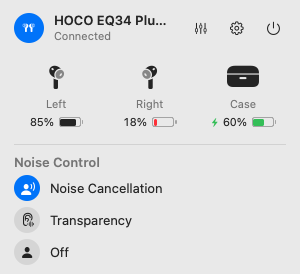 HOCO EQ34 Plu...
Connected
Left Right Case
85% 18% 60%
Noise Control
Noise Cancellation
Transparency
Off